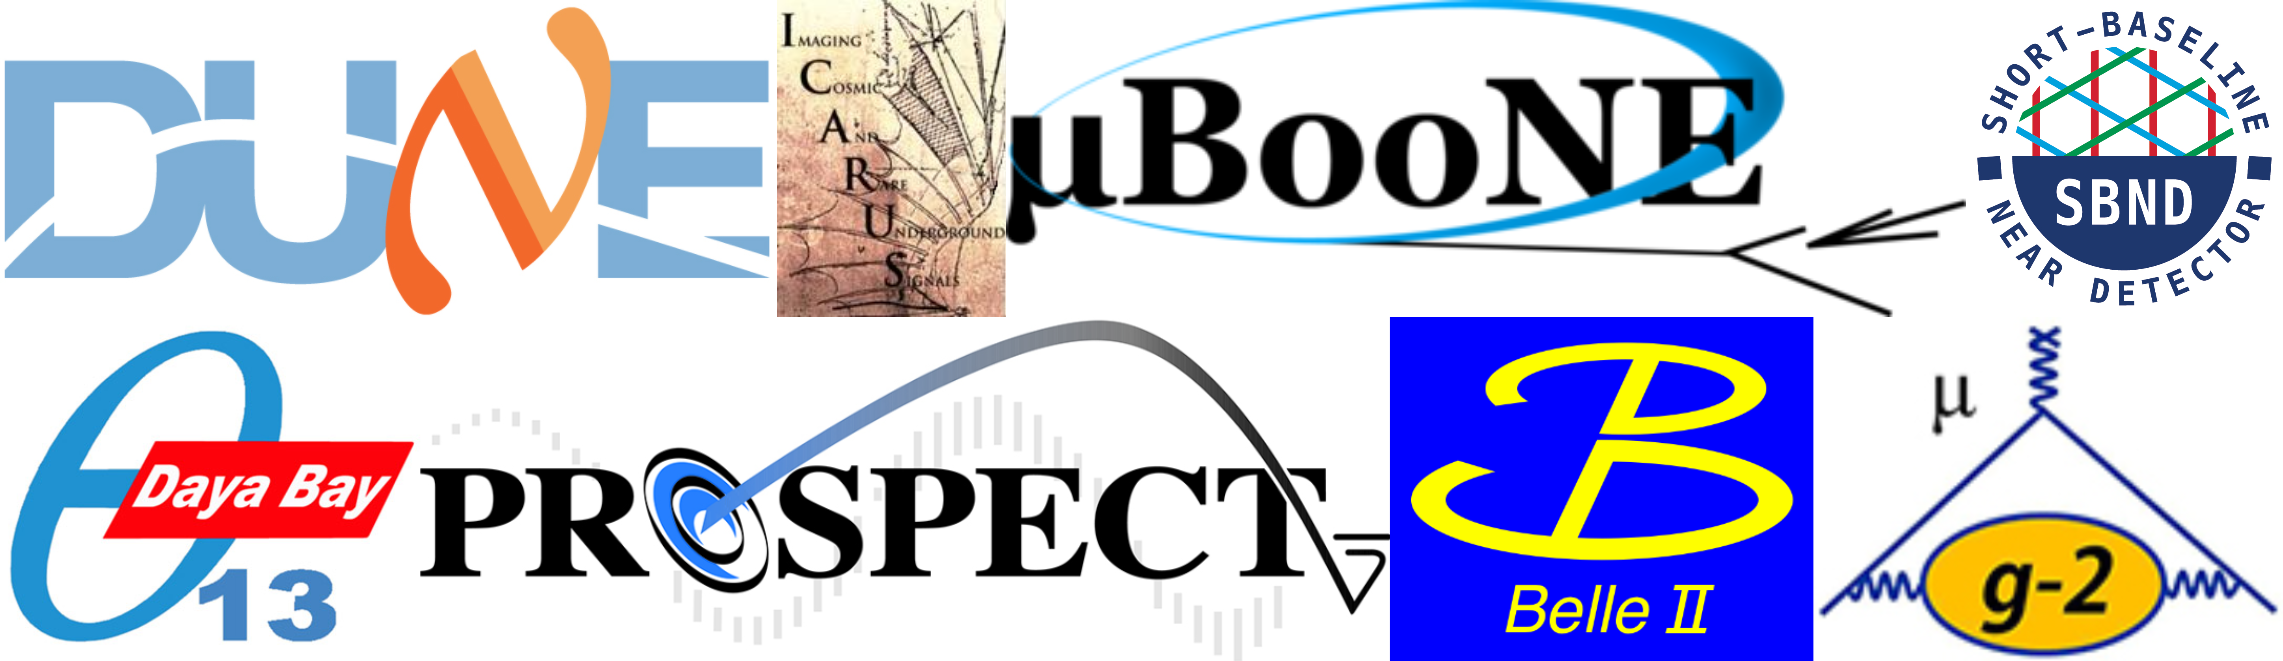 DUNE
IMAGING
COSMIC
AND
RARE
UNDERGROUND
SIGNALS
μBooNE
SHORT-BASELINE
SBND
NEAR DETECTOR
θ
Daya Bay
13
PROSPECT
ν̅
B
Belle II
μ
g-2